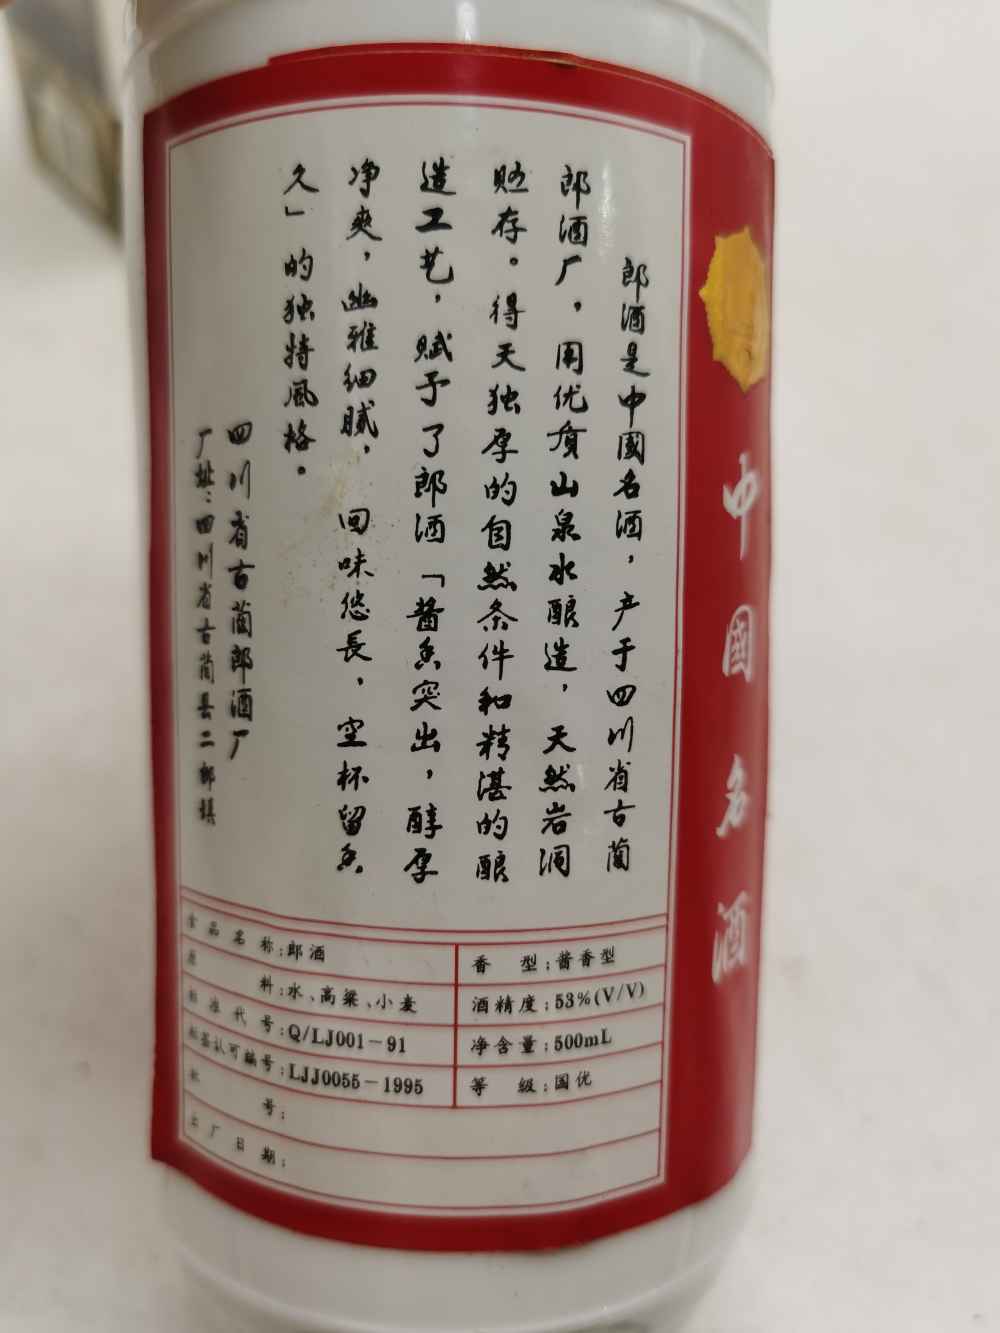 中國名酒
郎酒是中國名酒，产于四川省古蔺
郎酒厂，用优质山泉水酿造，天然岩洞
贮存。得天独厚的自然条件和精湛的酿
造工艺，赋予了郎酒「酱香突出，醇厚
净爽，幽雅细腻，回味悠長，空杯留香
久」的独特風格。
四川省古蔺郎酒厂
厂址：四川省古蔺县二郎镇
食品名称：郎酒
香型：酱香型
原料：水、高粱、小麦
酒精度：53%(V/V)
标准代号：Q/LJ001-91
净含量：500mL
标签认可编号：LJJ0055-1995
等级：国优
批号：
出厂日期：